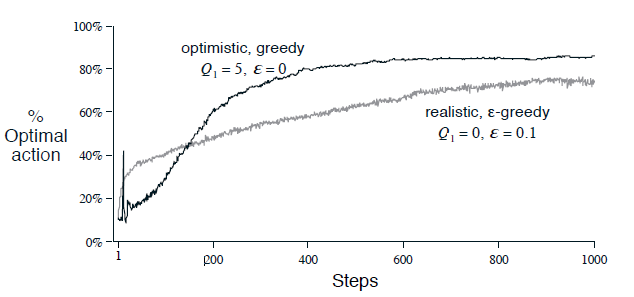 100%
optimistic, greedy
Q₁ = 5, ε = 0
80%
%
Optimal
action
60%
realistic, ε-greedy
Q₁ = 0, ε = 0.1
40%
20%
0%
1 200 400 600 800 1000
Steps